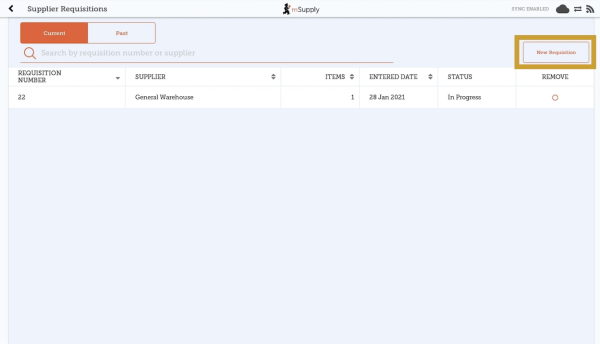 Supplier Requisitions
mSupply
SYNC ENABLED
Current
Past
Search by requisition number or supplier
New Requisition
REQUISITION
NUMBER
SUPPLIER
ITEMS
ENTERED DATE
STATUS
REMOVE
22
General Warehouse
1
28 Jan 2021
In Progress